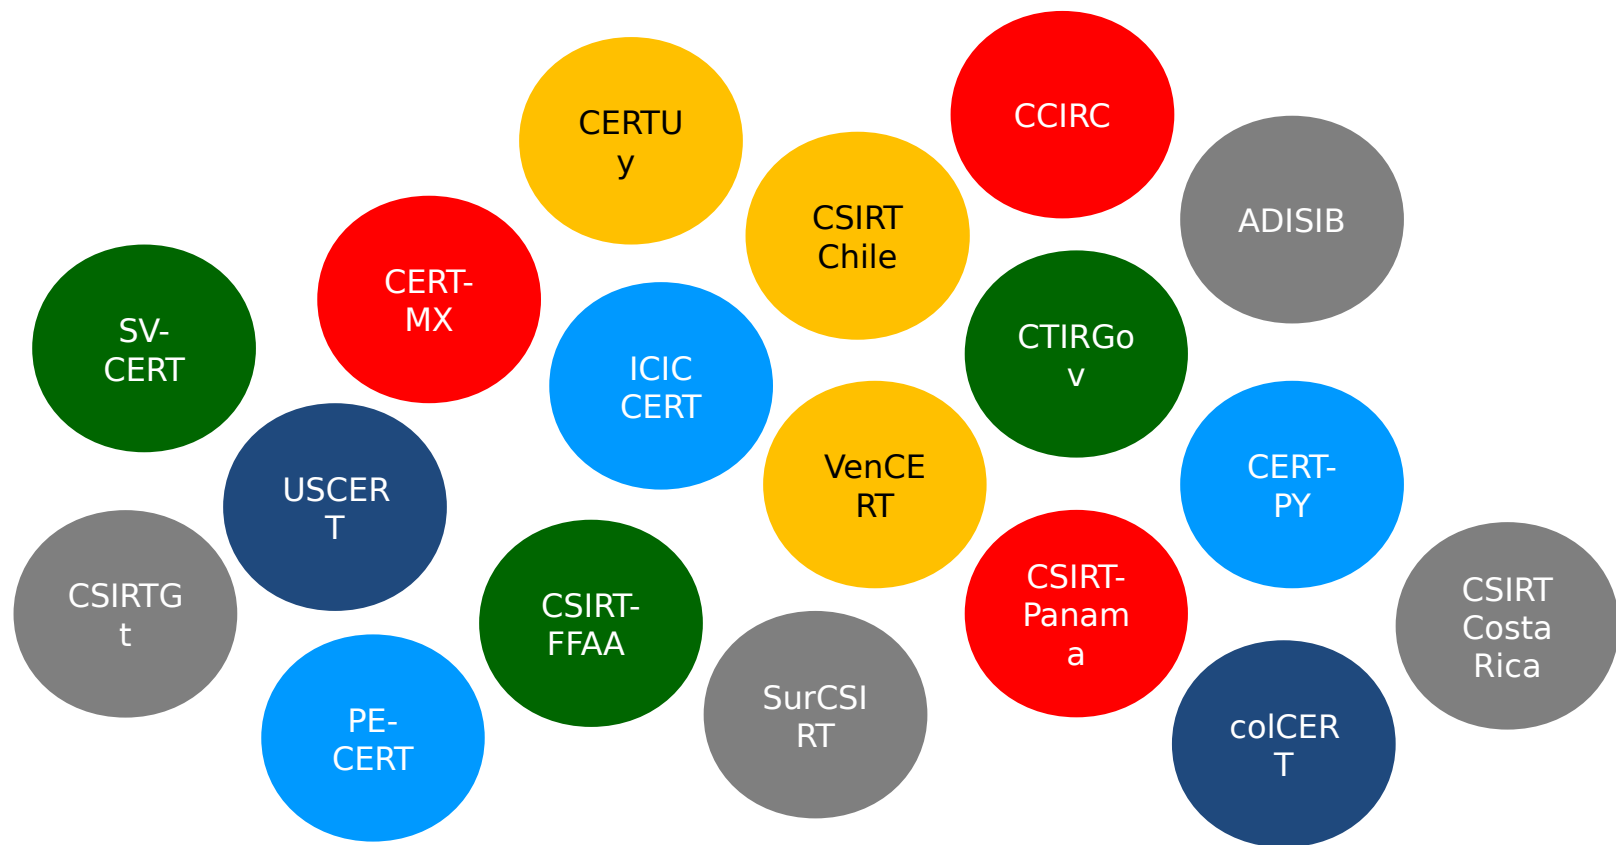 CCIRC
CERTU
y
CSIRT
Chile
ADISIB
CERT-
MX
SV-
CERT
ICIC
CERT
CTIRGo
v
USCER
T
VenCE
RT
CERT-
PY
CSIRTG
t
CSIRT-
FFAA
CSIRT-
Panam
a
CSIRT
Costa
Rica
PE-
CERT
SurCSI
RT
colCER
T